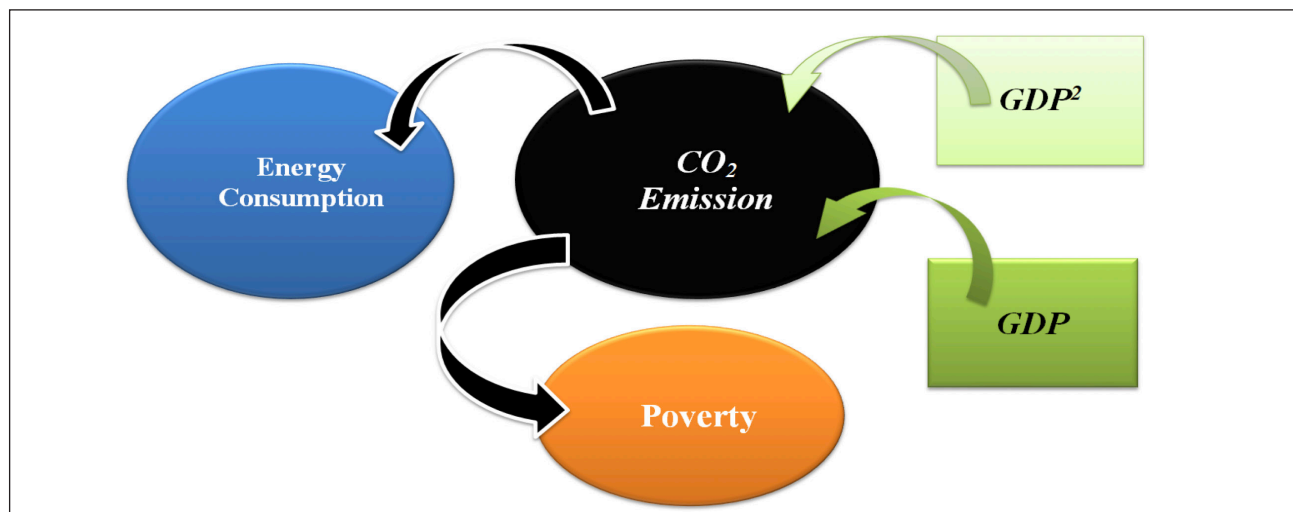 Energy
Consumption
CO₂
Emission
GDP²
GDP
Poverty